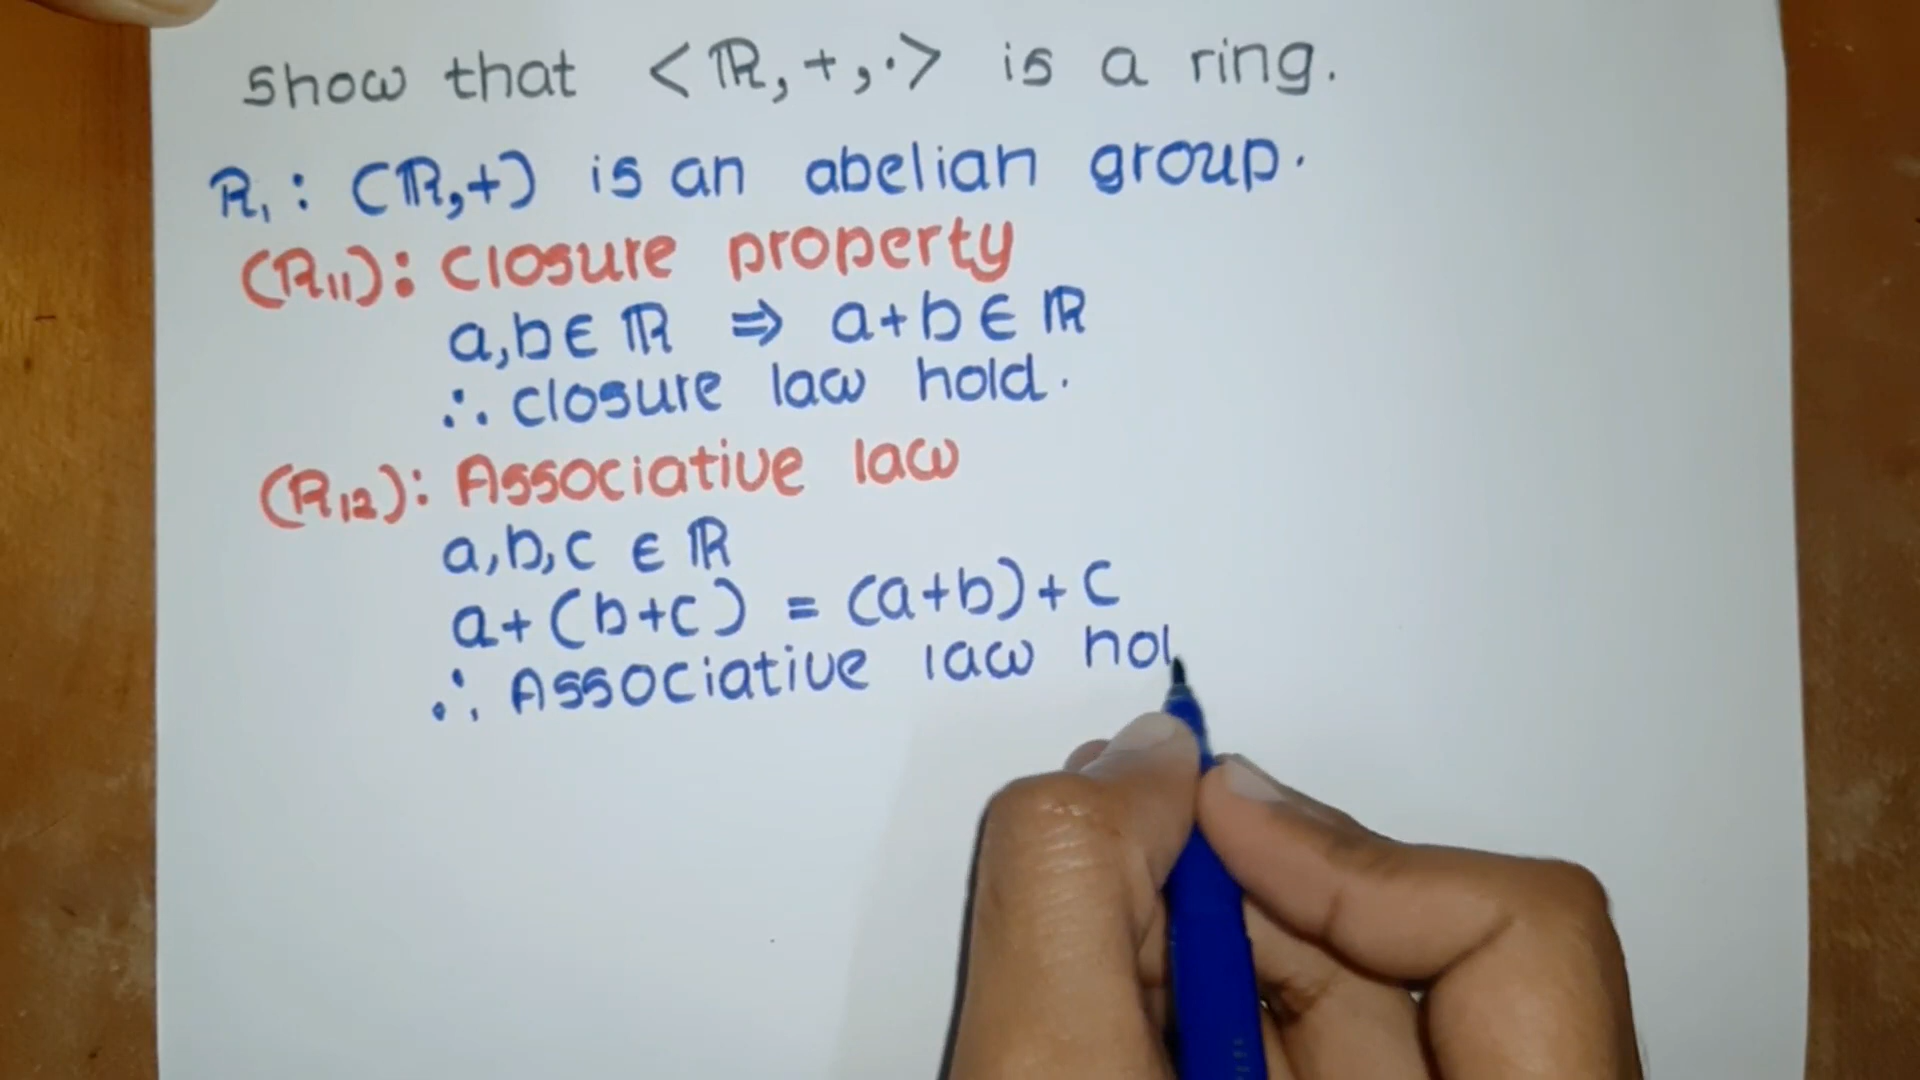 Show that <ℝ,+,·> is a ring.
R₁ : (ℝ,+) is an abelian group.
(R₁₁): closure property
a,b ∈ ℝ ⇒ a+b ∈ ℝ
∴ closure law hold.
(R₁₂): Associative law
a,b,c ∈ ℝ
a+(b+c) = (a+b)+c
∴ Associative law hol